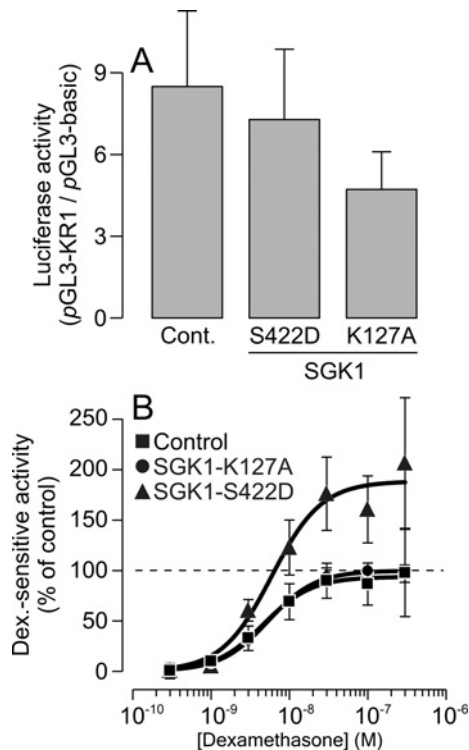 A
Luciferase activity
(pGL3-KR1 / pGL3-basic)
9
6
3
0
Cont.
S422D
K127A
SGK1
B
Control
SGK1-K127A
SGK1-S422D
Dex.-sensitive activity
(% of control)
250
200
150
100
50
0
10⁻¹⁰ 10⁻⁹ 10⁻⁸ 10⁻⁷ 10⁻⁶
[Dexamethasone] (M)